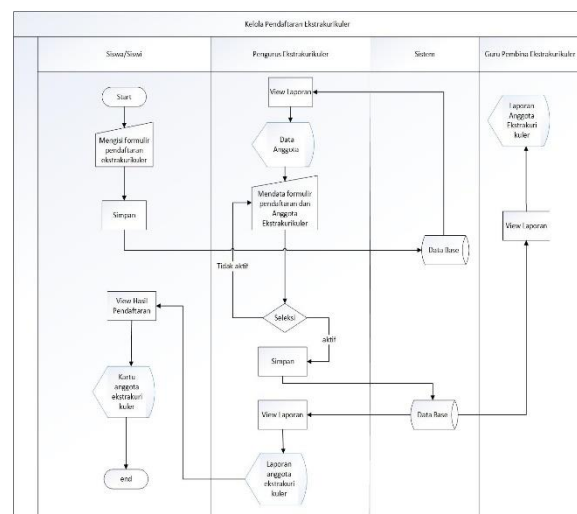 Kelola Pendaftaran Ekstrakurikuler
Siswa/Siswi
Pengurus Ekstrakurikuler
Sistem
Guru Pembina Ekstrakurikuler
Start
Mengisi formulir
pendaftaran
ekstrakurikuler
Simpan
View Hasil
Pendaftaran
Kartu
anggota
ekstrakuri
kuler
end
View Laporan
Data
Anggota
Mendata formulir
pendaftaran dan
Anggota
Ekstrakurikuler
Tidak aktif
Seleksi
aktif
Simpan
View Laporan
Laporan
anggota
ekstrakuri
kuler
Data Base
Data Base
Laporan
Anggota
Ekstrakuri
kuler
View Laporan